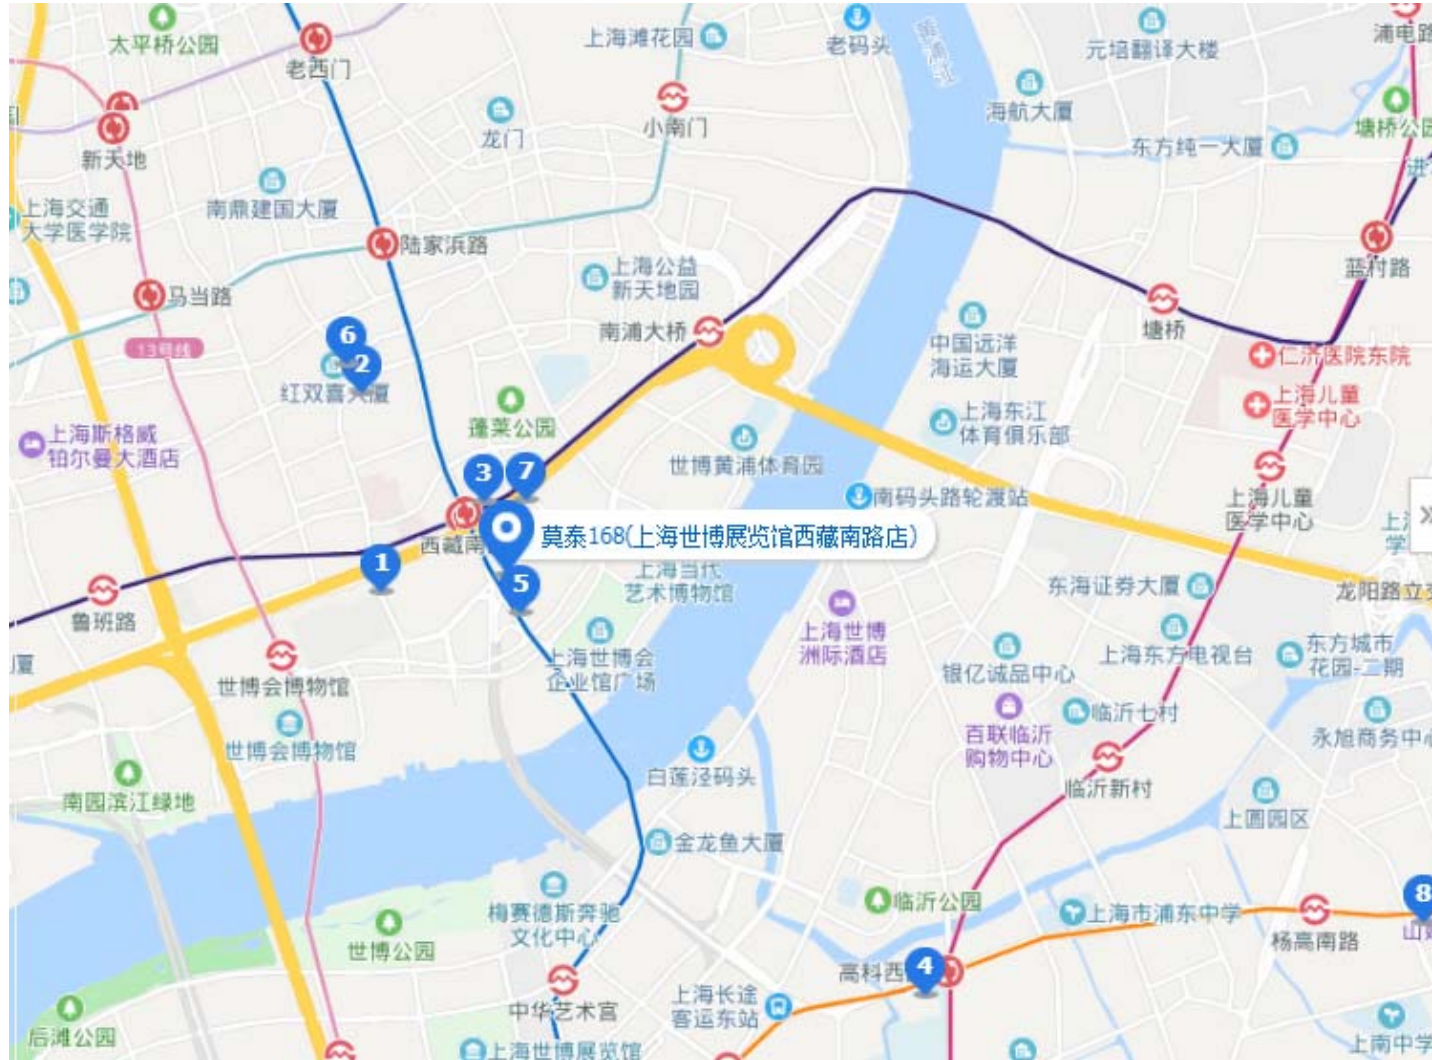 太平桥公园
老西门
上海滩花园
老码头
黄浦江
元培翻译大楼
浦电路
新天地
龙门
小南门
海航大厦
塘桥公园
东方纯一大厦
上海交通
大学医学院
南鼎建国大厦
陆家浜路
上海公益
新天地园
蓝村路
马当路
南浦大桥
塘桥
13号线
6
2
红双喜大厦
中国远洋
海运大厦
仁济医院东院
上海儿童
医学中心
蓬莱公园
上海东江
体育俱乐部
上海斯格威
铂尔曼大酒店
世博黄浦体育园
3
7
南码头路轮渡站
上海儿童
医学中心
西藏南
莫泰168(上海世博展览馆西藏南路店)
1
5
鲁班路
上海当代
艺术博物馆
东海证券大厦
龙阳路立交
上海世博
洲际酒店
上海世博会
企业馆广场
银亿诚品中心
上海东方电视台
东方城市
花园-二期
世博会博物馆
世博会博物馆
百联临沂
购物中心
临沂七村
永旭商务中心
白莲泾码头
临沂新村
南园滨江绿地
上圆园区
金龙鱼大厦
梅赛德斯奔驰
文化中心
临沂公园
上海市浦东中学
8
杨高南路
世博公园
高科西
4
中华艺术宫
上海长途
客运东站
后滩公园
上海世博展览馆
上南中学